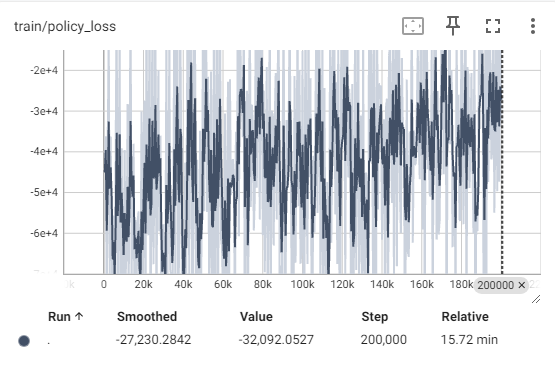 train/policy_loss
-2e+4
-3e+4
-4e+4
-5e+4
-6e+4
0 20k 40k 60k 80k 100k 120k 140k 160k 180k 200000 ×
Run ↑ Smoothed Value Step Relative
. -27,230.2842 -32,092.0527 200,000 15.72 min